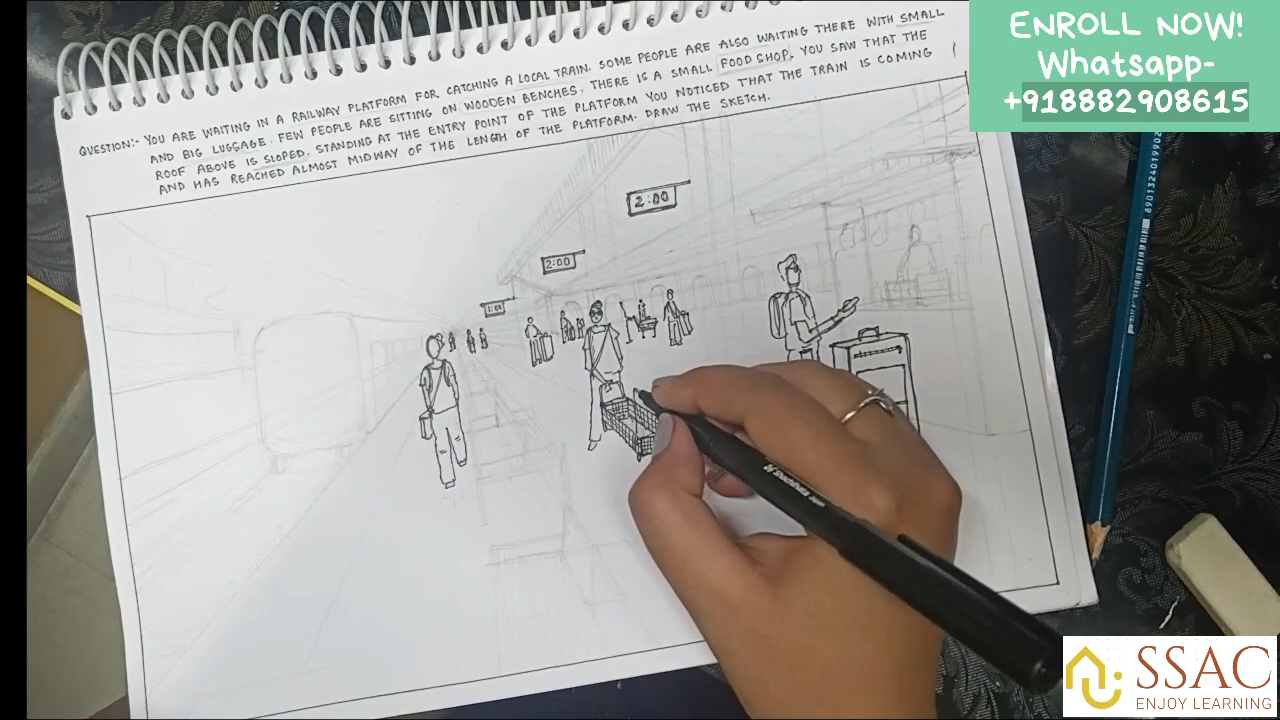 ENROLL NOW!
Whatsapp-
+918882908615
QUESTION:- YOU ARE WAITING IN A RAILWAY PLATFORM FOR CATCHING A LOCAL TRAIN. SOME PEOPLE ARE ALSO WAITING THERE WITH SMALL
AND BIG LUGGAGE. FEW PEOPLE ARE SITTING ON WOODEN BENCHES. THERE IS A SMALL FOOD SHOP. YOU SAW THAT THE
ROOF ABOVE IS SLOPED. STANDING AT THE ENTRY POINT OF THE PLATFORM YOU NOTICED THAT THE TRAIN IS COMING
AND HAS REACHED ALMOST MIDWAY OF THE LENGTH OF THE PLATFORM. DRAW THE SKETCH.
2:00
2:00
1:00
SSAC
ENJOY LEARNING